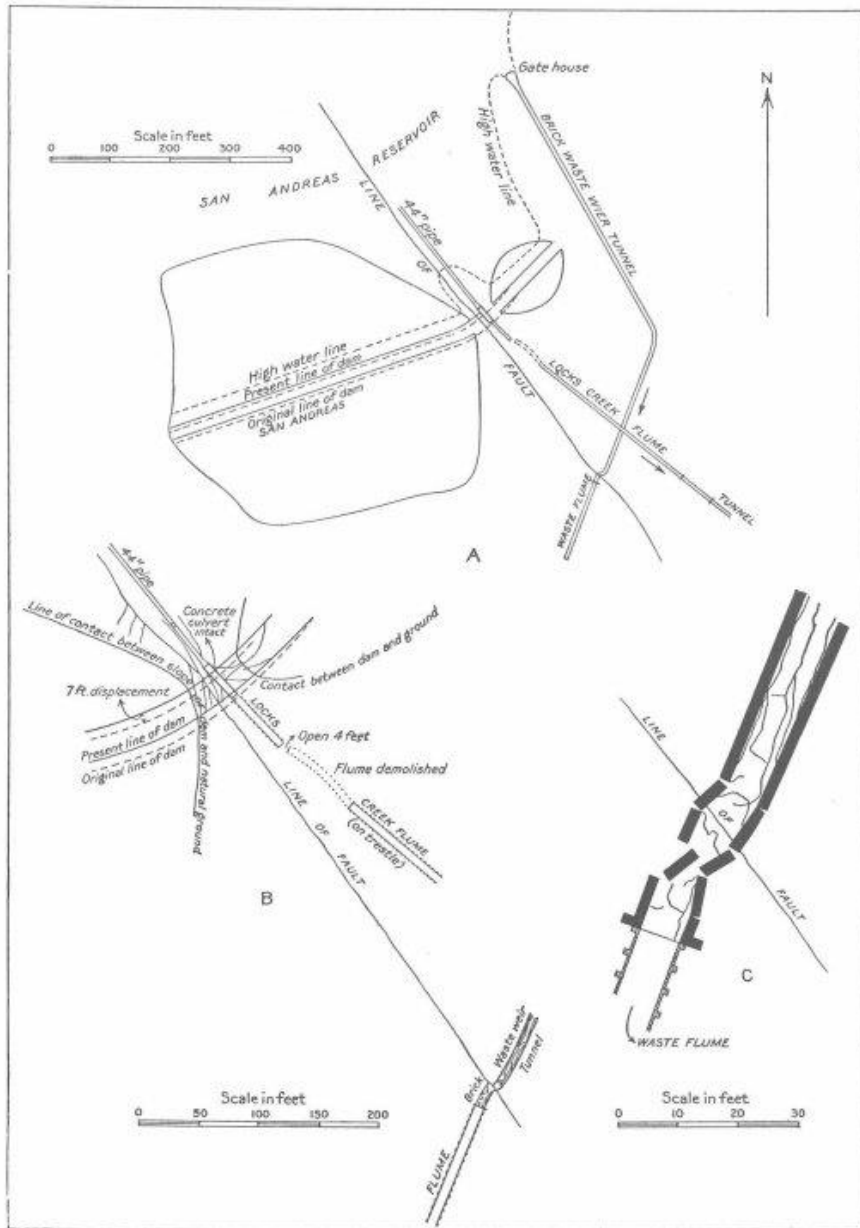 Gate house
N
Scale in feet
0 100 200 300 400
SAN ANDREAS RESERVOIR
High water line
BRICK WASTE WIER TUNNEL
LINE OF FAULT
44" pipe
High water line
Present line of dam
Original line of dam
SAN ANDREAS
LOCKS CREEK FLUME
TUNNEL
WASTE FLUME
A
44" pipe
Concrete
culvert
intact
Line of contact between slope of dam and natural ground
Contact between dam and ground
7 ft. displacement
Present line of dam
Original line of dam
LOCKS
Open 4 feet
Flume demolished
CREEK FLUME
(on trestle)
LINE OF FAULT
B
Brick
Waste weir
Tunnel
FLUME
Scale in feet
0 50 100 150 200
LINE
OF
FAULT
C
WASTE FLUME
Scale in feet
0 10 20 30